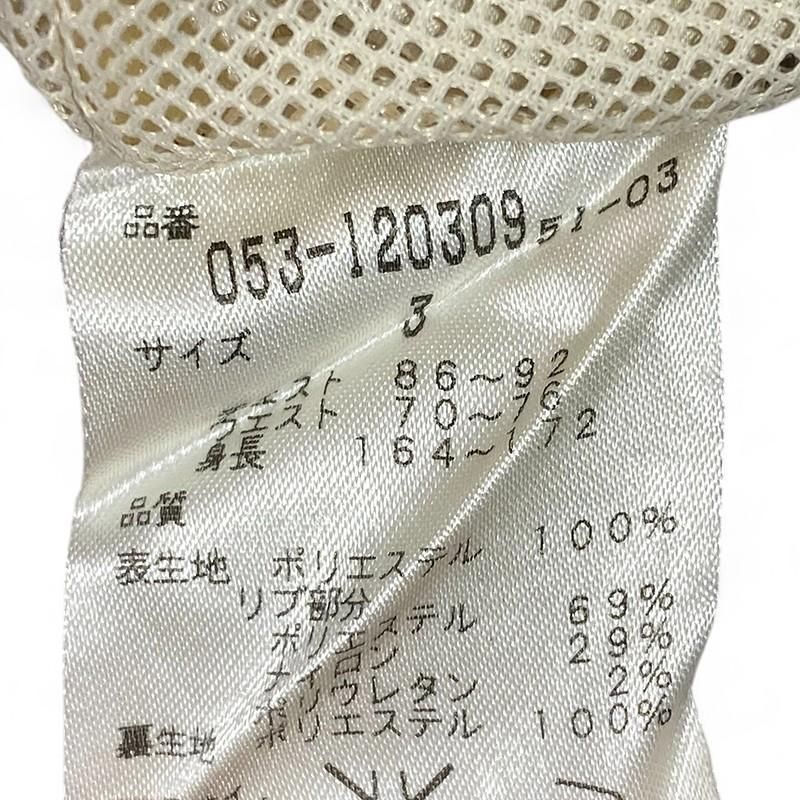 品番 053-120309 51-03
サイズ 3
チェスト 86～92
ウエスト 70～76
身長 164～172
品質
表生地 ポリエステル 100%
リブ部分
ポリエステル 69%
ナイロン 29%
ポリウレタン 2%
裏生地 ポリエステル 100%